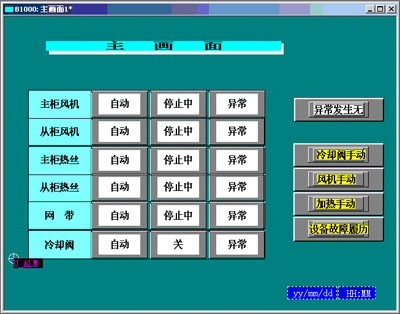 B1000: 主画面1*
主 画 面
主柜风机 自动 停止中 异常
异常发生无
从柜风机 自动 停止中 异常
主柜热丝 自动 停止中 异常
冷却阀手动
从柜热丝 自动 停止中 异常
风机手动
网 带 自动 停止中 异常
加热手动
冷却阀 自动 关 异常
设备故障履历
U_ALM
yy/mm/dd HH:MM